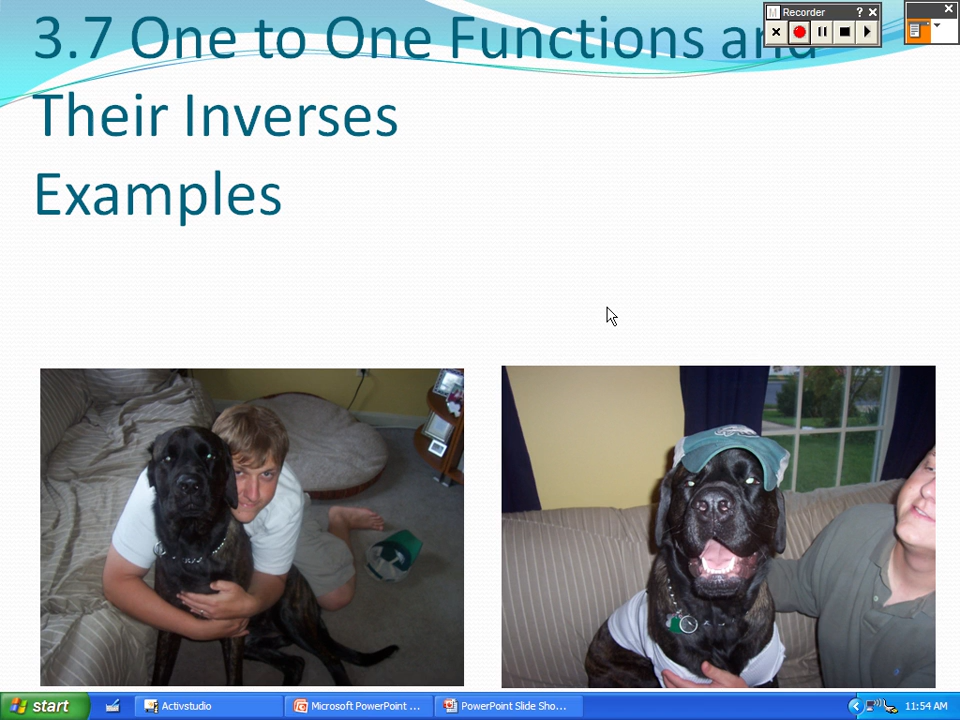 3.7 One to One Functions and
Their Inverses
Examples
Recorder
start
Activstudio
Microsoft PowerPoint ...
PowerPoint Slide Sho...
11:54 AM